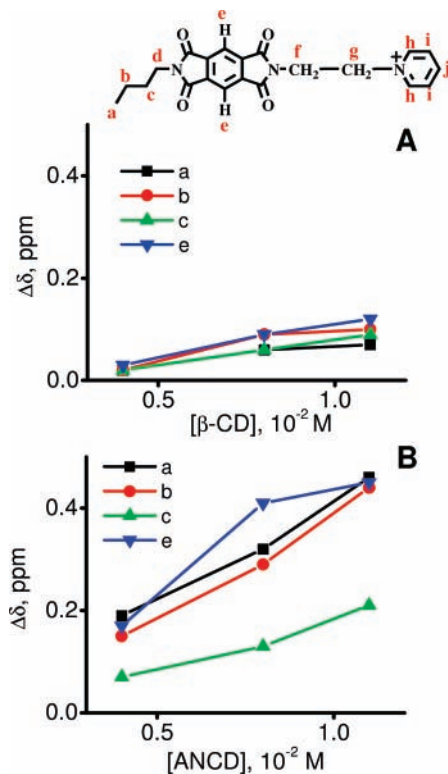 e
O
O
d
f
g
h
b
N
N
CH₂
CH₂
N
+
i
j
c
a
O
O
h
i
e
A
a
b
c
e
0.4
0.2
0.0
Δδ, ppm
0.5
1.0
[β-CD], 10⁻² M
B
a
b
c
e
0.4
0.2
0.0
Δδ, ppm
0.5
1.0
[ANCD], 10⁻² M